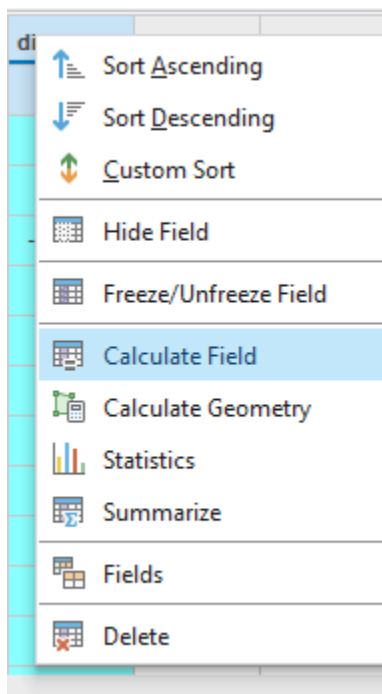 di
Sort Ascending
Sort Descending
Custom Sort
Hide Field
Freeze/Unfreeze Field
Calculate Field
Calculate Geometry
Statistics
Summarize
Fields
Delete